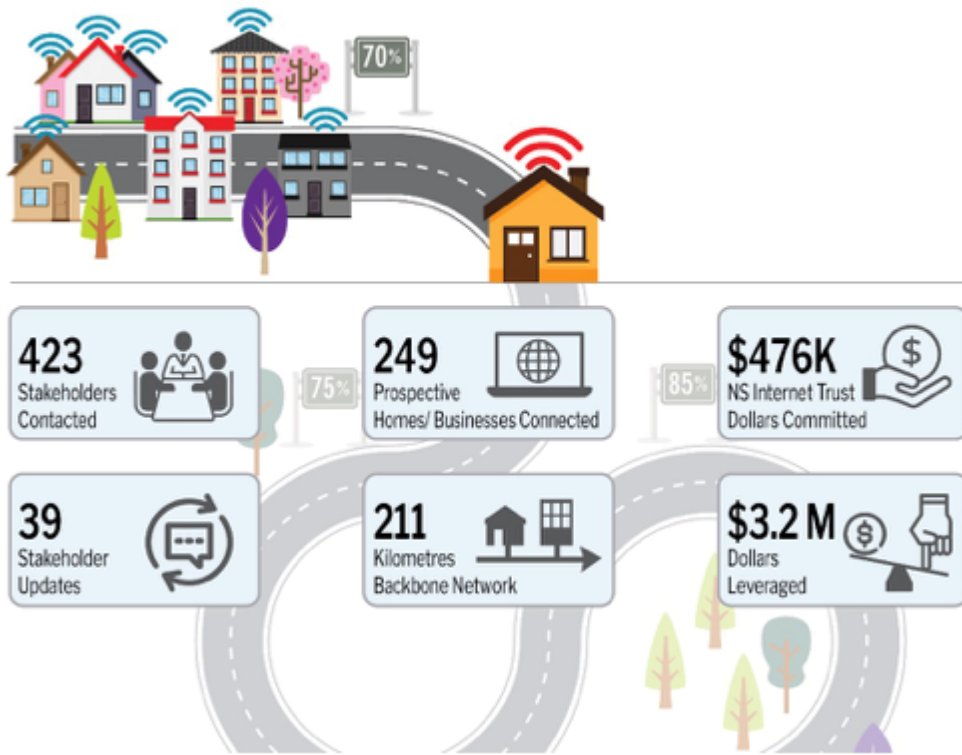 70%
423
Stakeholders
Contacted
75%
249
Prospective
Homes/ Businesses Connected
85%
$476K
NS Internet Trust
Dollars Committed
39
Stakeholder
Updates
211
Kilometres
Backbone Network
$3.2 M
Dollars
Leveraged
$
$